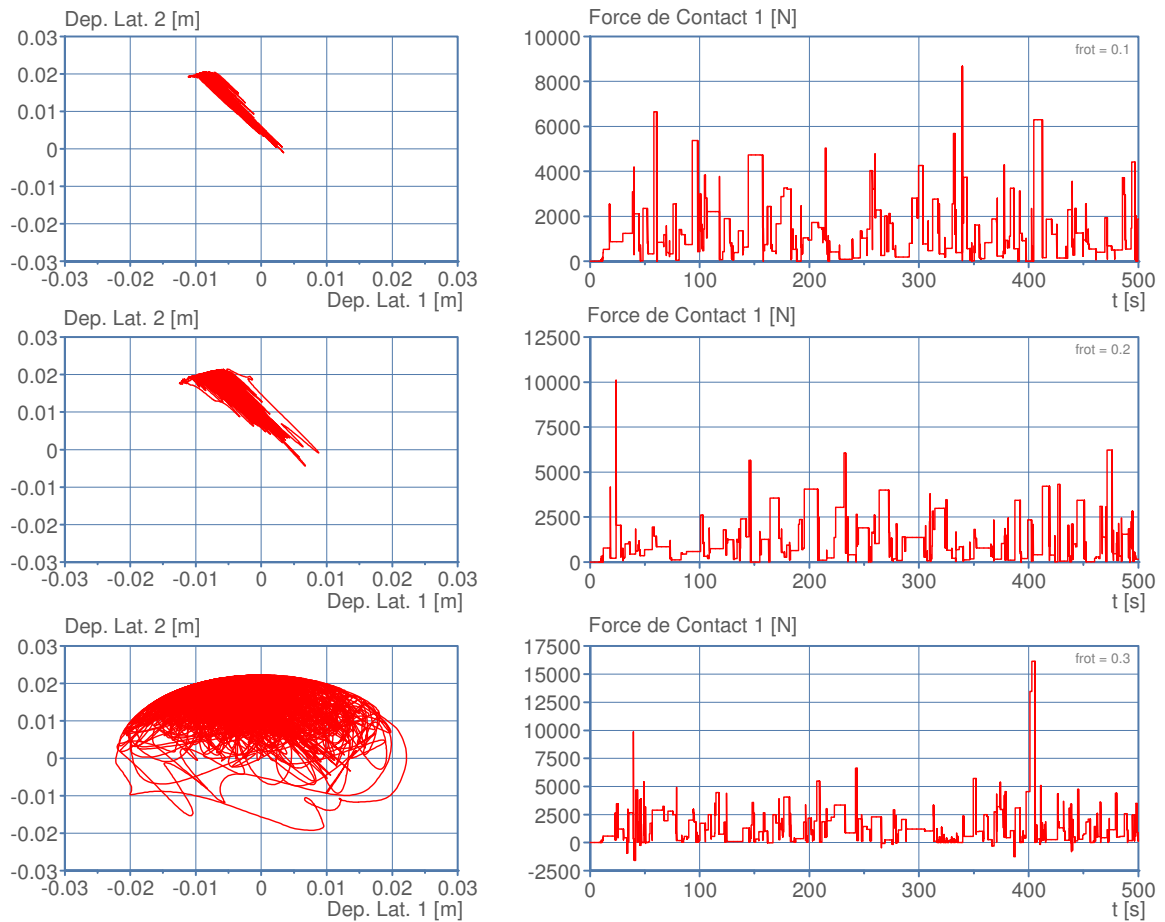 Dep. Lat. 2 [m]
0.03
0.02
0.01
0
-0.01
-0.02
-0.03
-0.03 -0.02 -0.01 0 0.01 0.02 0.03
Dep. Lat. 1 [m]
Force de Contact 1 [N]
frot = 0.1
10000
8000
6000
4000
2000
0
0 100 200 300 400 500
t [s]
Dep. Lat. 2 [m]
0.03
0.02
0.01
0
-0.01
-0.02
-0.03
-0.03 -0.02 -0.01 0 0.01 0.02 0.03
Dep. Lat. 1 [m]
Force de Contact 1 [N]
frot = 0.2
12500
10000
7500
5000
2500
0
0 100 200 300 400 500
t [s]
Dep. Lat. 2 [m]
0.03
0.02
0.01
0
-0.01
-0.02
-0.03
-0.03 -0.02 -0.01 0 0.01 0.02 0.03
Dep. Lat. 1 [m]
Force de Contact 1 [N]
frot = 0.3
17500
15000
12500
10000
7500
5000
2500
0
-2500
0 100 200 300 400 500
t [s]